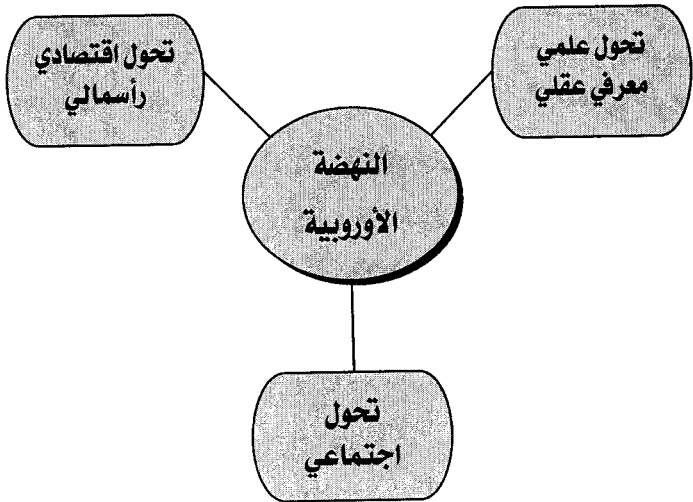 تحول علمي
معرفي عقلي
تحول اقتصادي
رأسمالي
النهضة
الأوروبية
تحول
اجتماعي